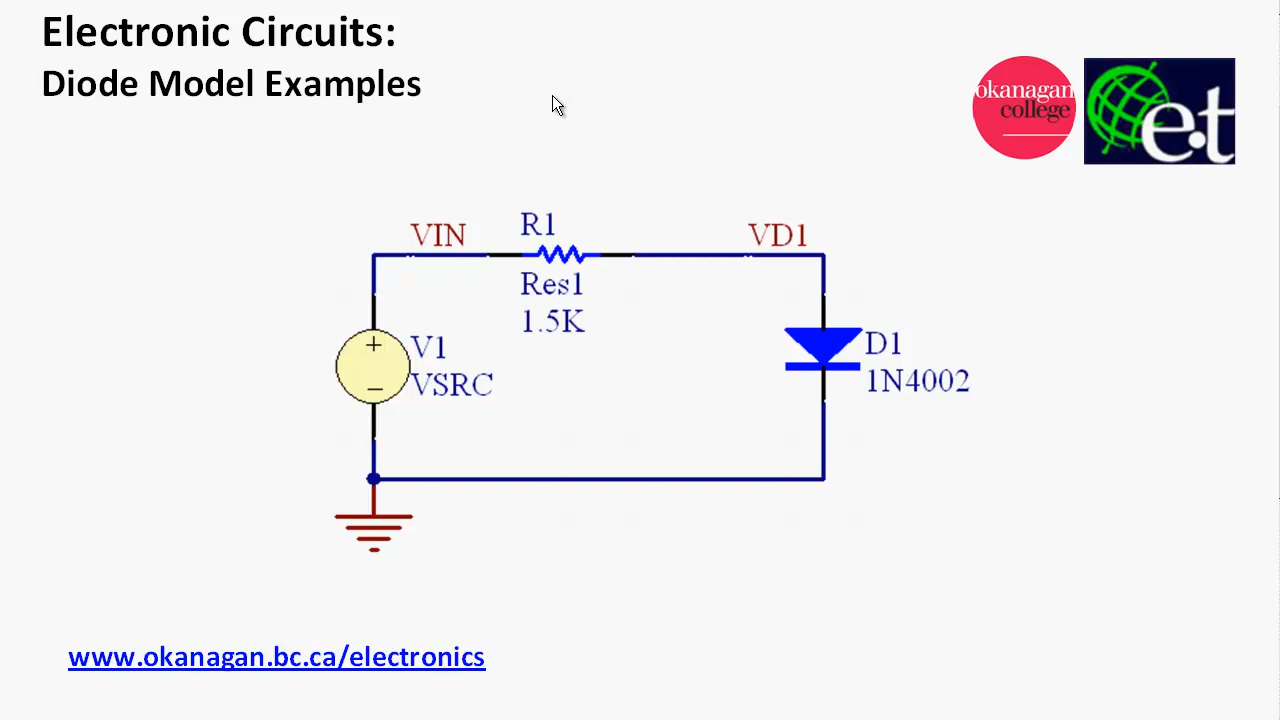 Electronic Circuits:
Diode Model Examples
okanagan
college
e.t
VIN
R1
VD1
Res1
1.5K
V1
VSRC
D1
1N4002
www.okanagan.bc.ca/electronics